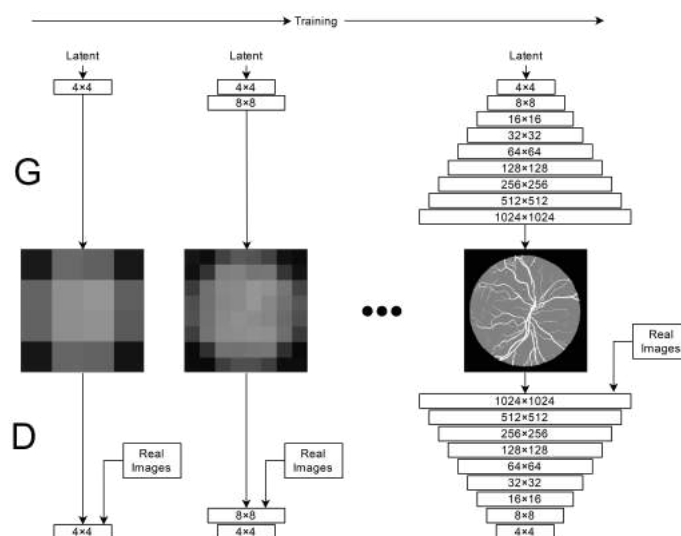 Training
Latent
4×4
G
4×4
Real
Images
D
Latent
4×4
8×8
8×8
4×4
Real
Images
Latent
4×4
8×8
16×16
32×32
64×64
128×128
256×256
512×512
1024×1024
Real
Images
1024×1024
512×512
256×256
128×128
64×64
32×32
16×16
8×8
4×4